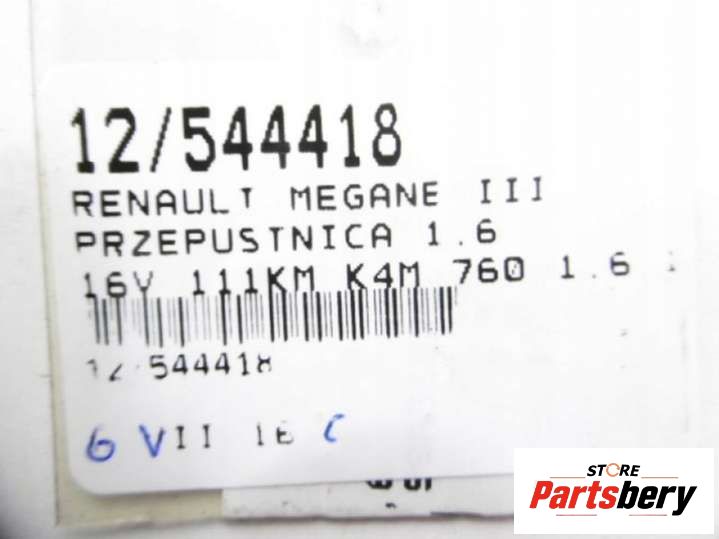 12/544418
RENAULT MEGANE III
PRZEPUSTNICA 1.6
16V 111KM K4M 760 1.6
12 544418
6 VII 16 C
STORE
Partsbery